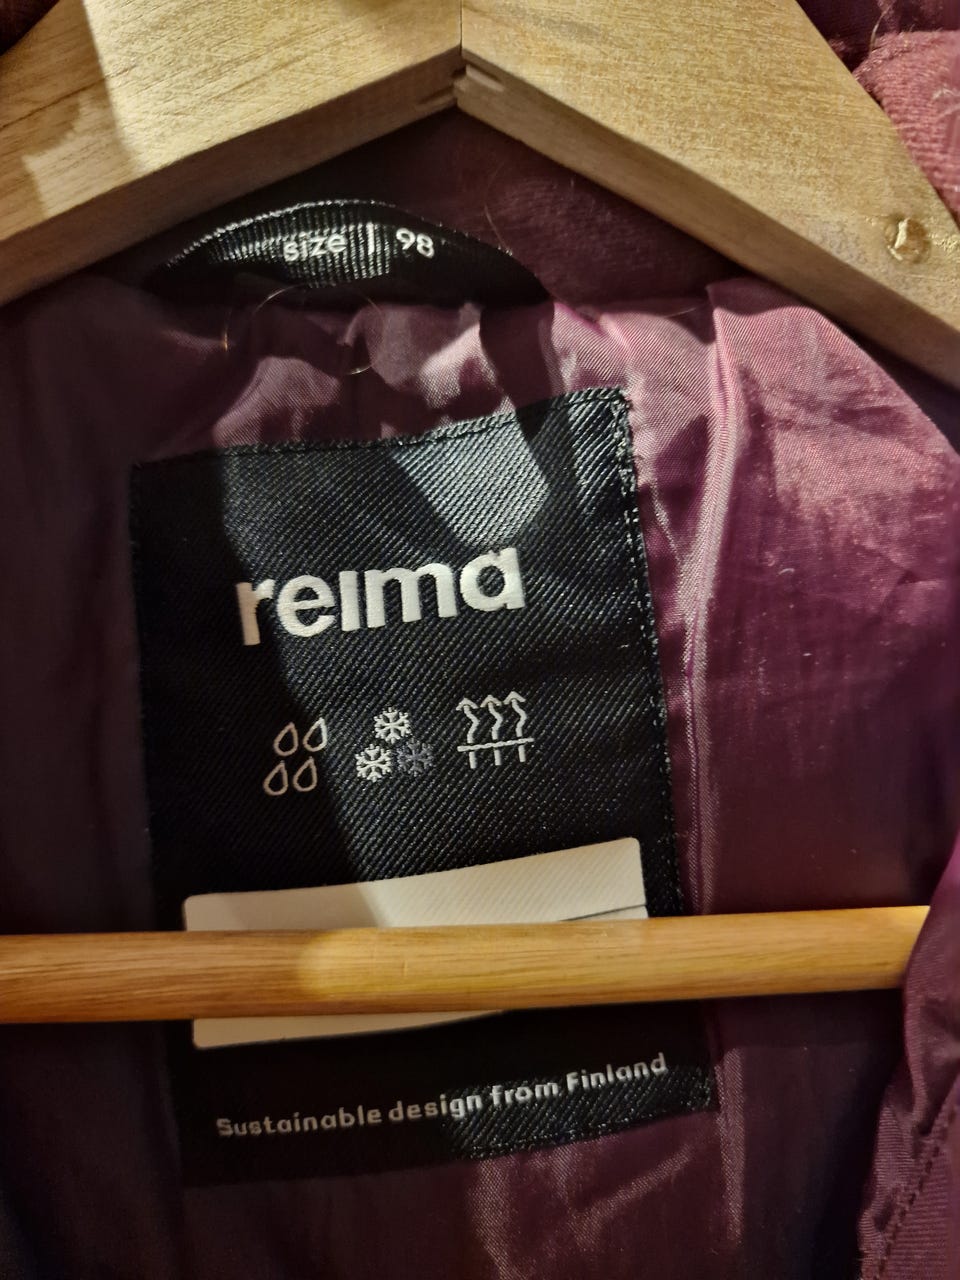 size | 98
reima
Sustainable design from Finland